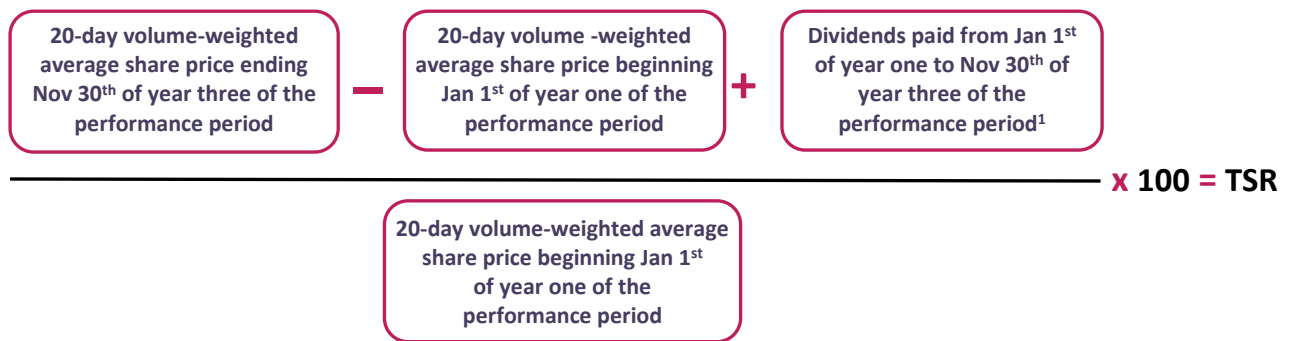 20-day volume-weighted
average share price ending
Nov 30th of year three of the
performance period
—
20-day volume -weighted
average share price beginning
Jan 1st of year one of the
performance period
+
Dividends paid from Jan 1st
of year one to Nov 30th of
year three of the
performance period1
x 100 = TSR
20-day volume-weighted average
share price beginning Jan 1st
of year one of the
performance period